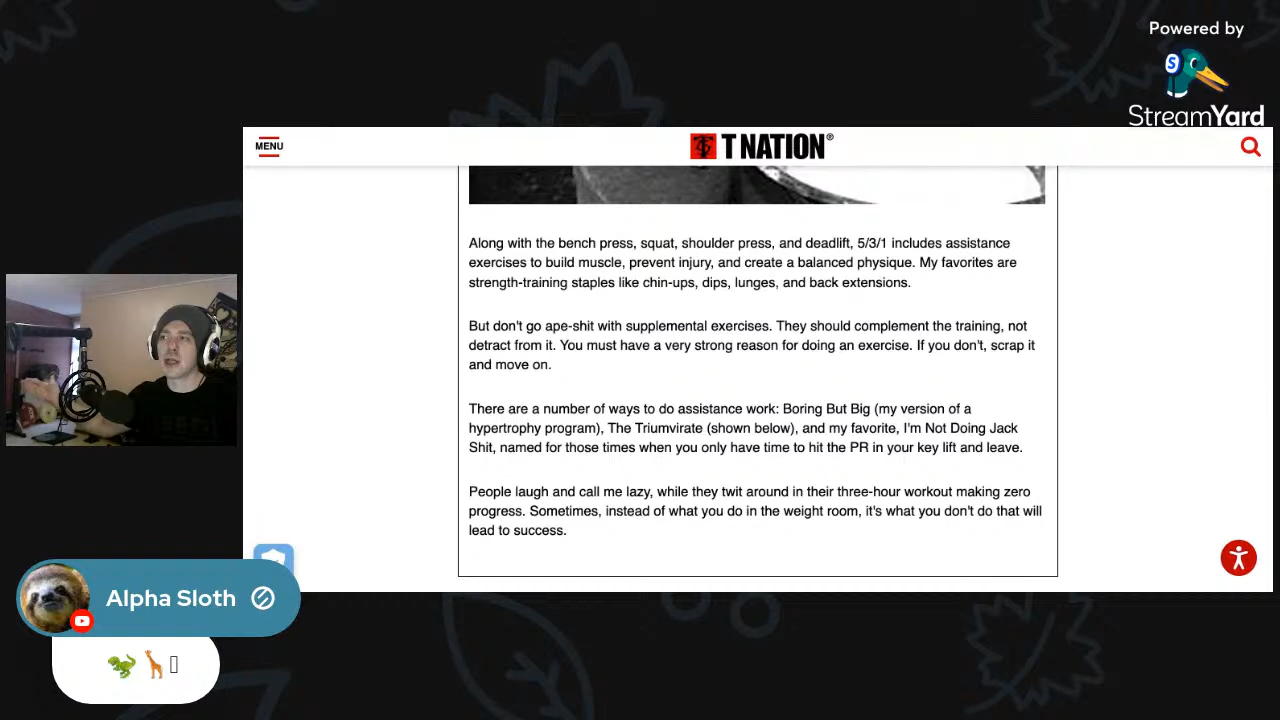 Powered by
S
StreamYard
MENU
T NATION®
Along with the bench press, squat, shoulder press, and deadlift, 5/3/1 includes assistance
exercises to build muscle, prevent injury, and create a balanced physique. My favorites are
strength-training staples like chin-ups, dips, lunges, and back extensions.
But don't go ape-shit with supplemental exercises. They should complement the training, not
detract from it. You must have a very strong reason for doing an exercise. If you don't, scrap it
and move on.
There are a number of ways to do assistance work: Boring But Big (my version of a
hypertrophy program), The Triumvirate (shown below), and my favorite, I'm Not Doing Jack
Shit, named for those times when you only have time to hit the PR in your key lift and leave.
People laugh and call me lazy, while they twit around in their three-hour workout making zero
progress. Sometimes, instead of what you do in the weight room, it's what you don't do that will
lead to success.
Alpha Sloth
🦖🦒